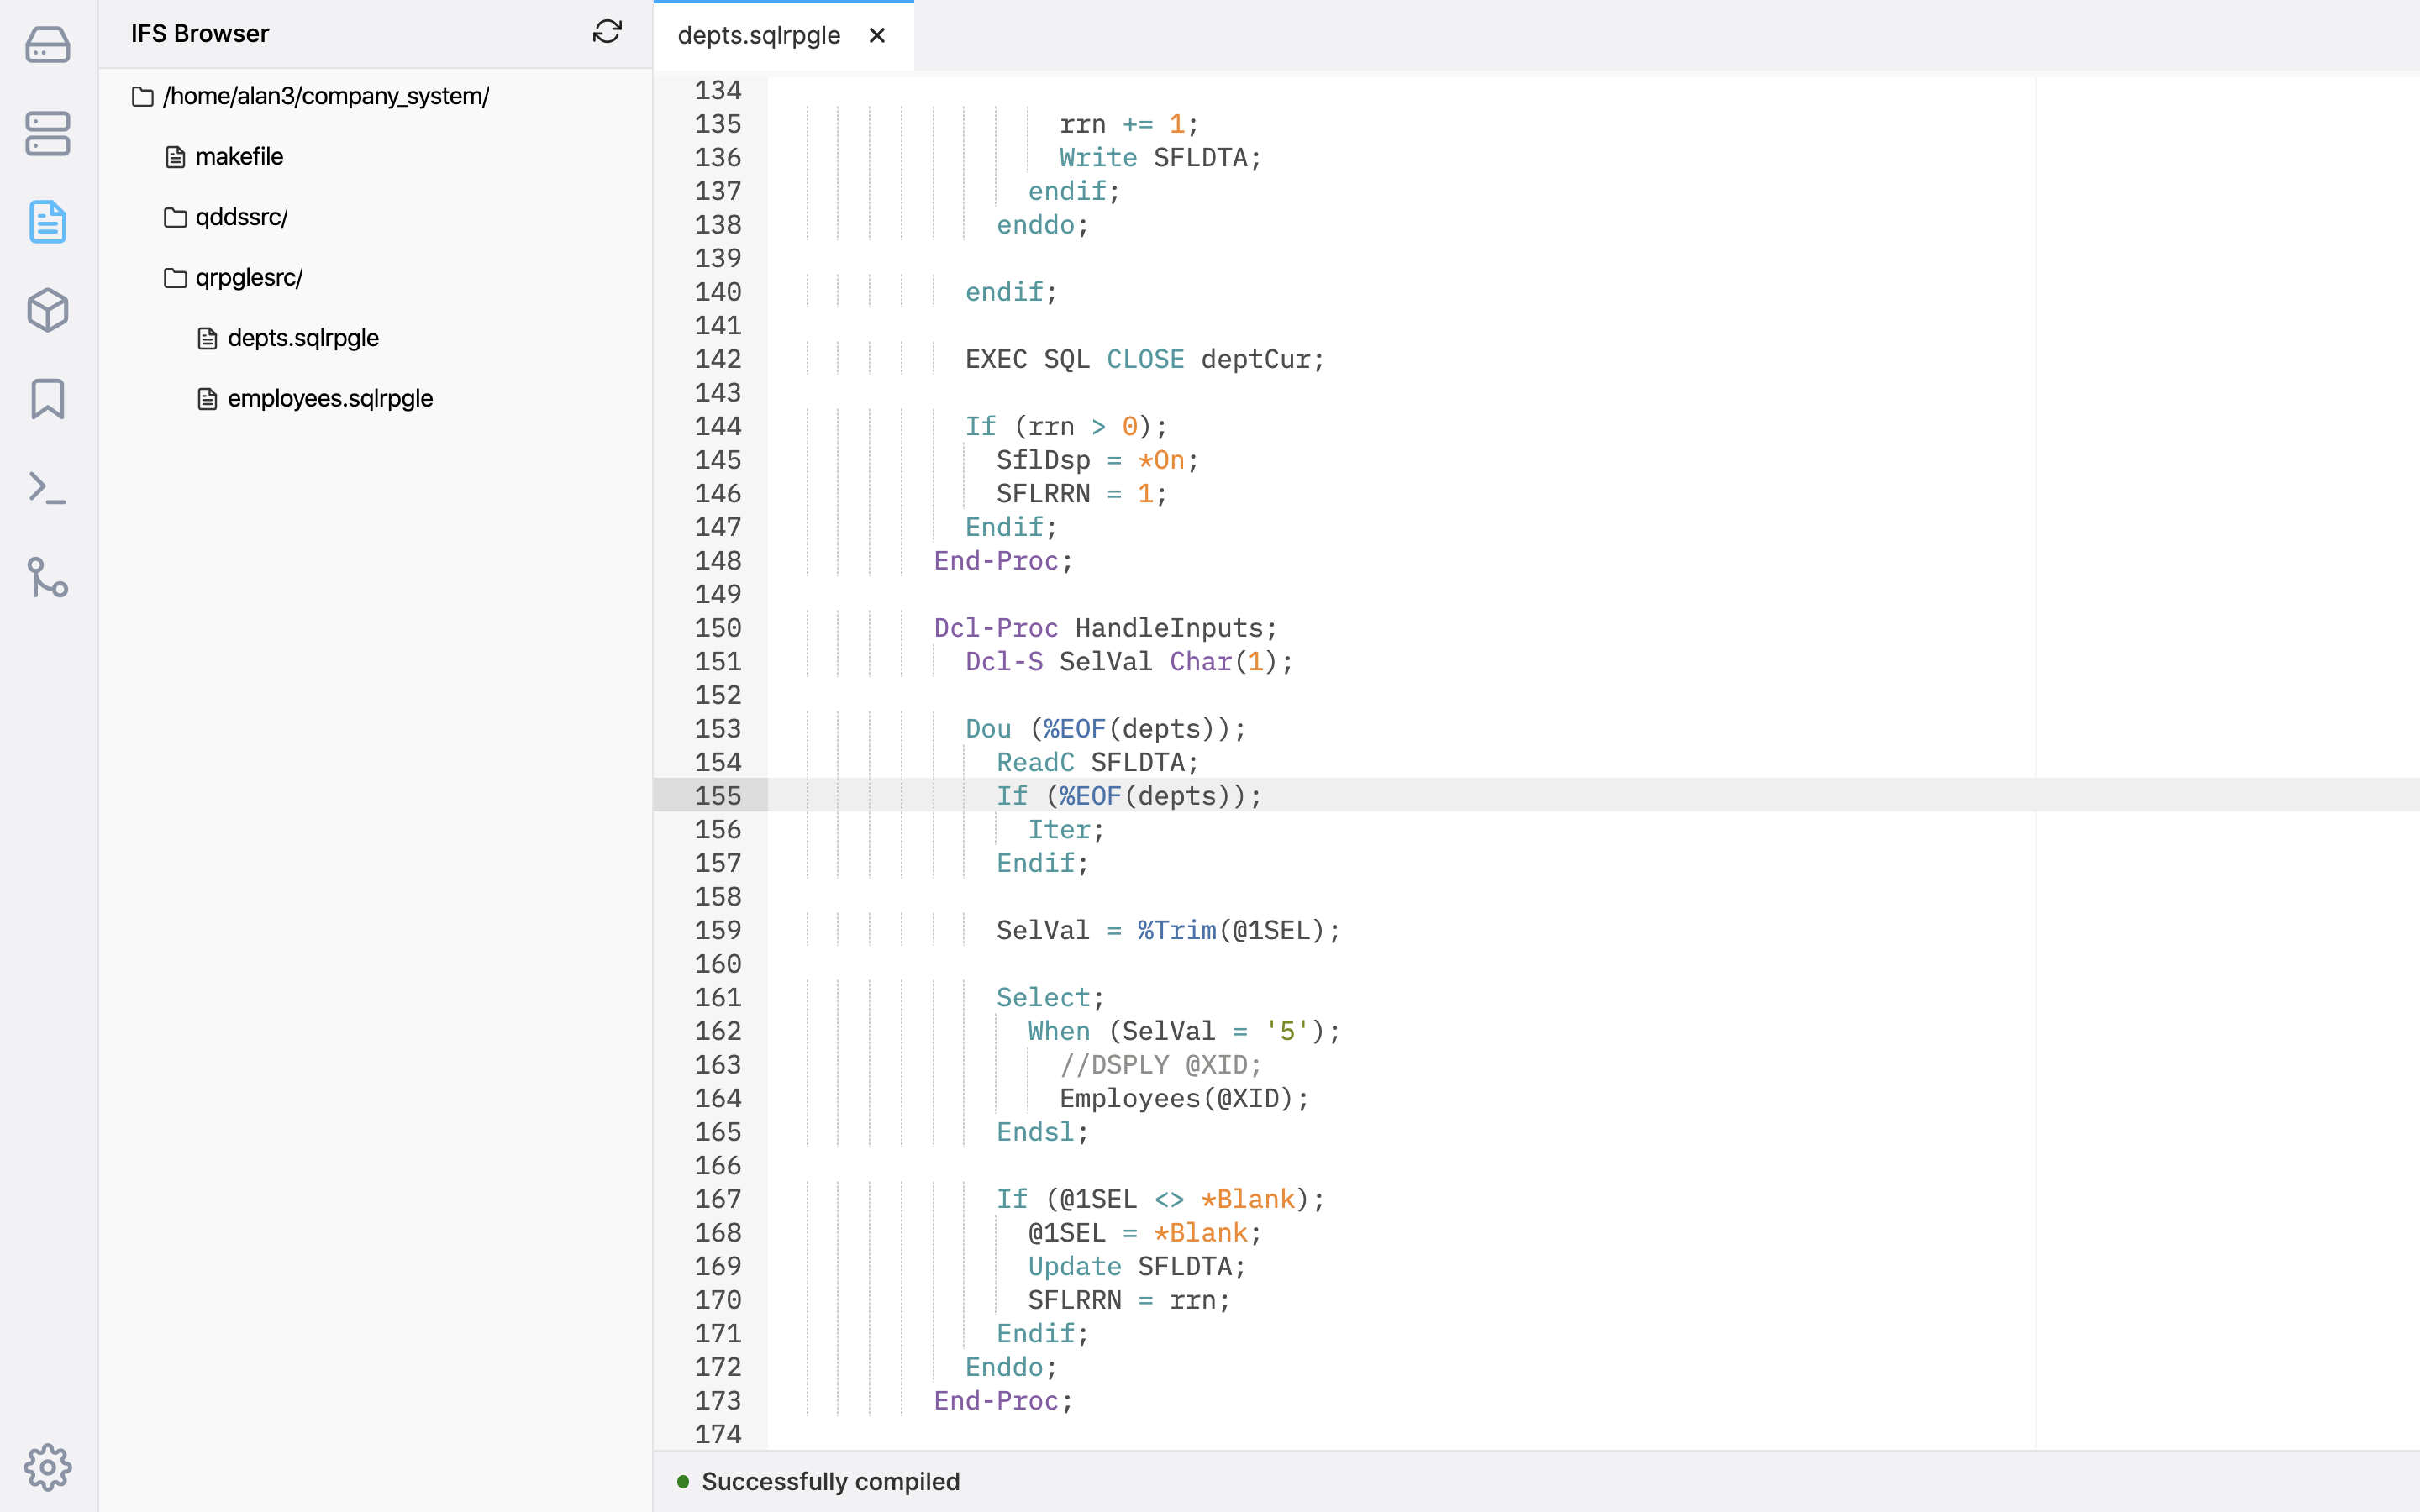 IFS Browser
/home/alan3/company_system/
makefile
qddssrc/
qrpglesrc/
depts.sqlrpgle
employees.sqlrpgle
depts.sqlrpgle
134
135 rrn += 1;
136 Write SFLDTA;
137 endif;
138 enddo;
139
140 endif;
141
142 EXEC SQL CLOSE deptCur;
143
144 If (rrn > 0);
145 SflDsp = *On;
146 SFLRRN = 1;
147 Endif;
148 End-Proc;
149
150 Dcl-Proc HandleInputs;
151 Dcl-S SelVal Char(1);
152
153 Dou (%EOF(depts));
154 ReadC SFLDTA;
155 If (%EOF(depts));
156 Iter;
157 Endif;
158
159 SelVal = %Trim(@1SEL);
160
161 Select;
162 When (SelVal = '5');
163 //DSPLY @XID;
164 Employees(@XID);
165 Endsl;
166
167 If (@1SEL <> *Blank);
168 @1SEL = *Blank;
169 Update SFLDTA;
170 SFLRRN = rrn;
171 Endif;
172 Enddo;
173 End-Proc;
174
Successfully compiled